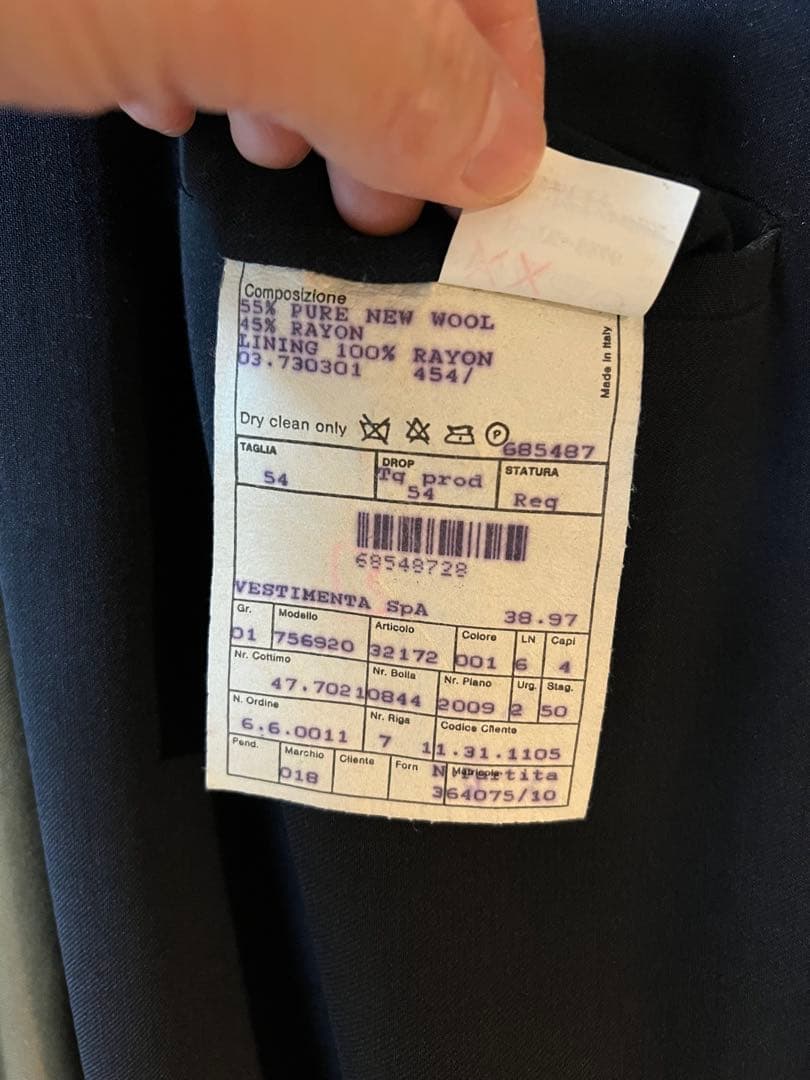 Composizione
55% PURE NEW WOOL
45% RAYON
LINING 100% RAYON
03.730301 454/
Made in Italy
Dry clean only P
685487
TAGLIA DROP STATURA
54 Tg prod 54 Reg
68548728
VESTIMENTA SpA 38.97
Gr. Modello Articolo Colore LN Capi
01 756920 32172 001 6 4
Nr. Cottimo Nr. Bolla Nr. Piano Urg. Stag.
47.70210844 2009 2 50
N. Ordine Nr. Riga Codice Cliente
6.6.0011 7 11.31.1105
Pend. Marchio Cliente Forn N Partita
018 364075/10